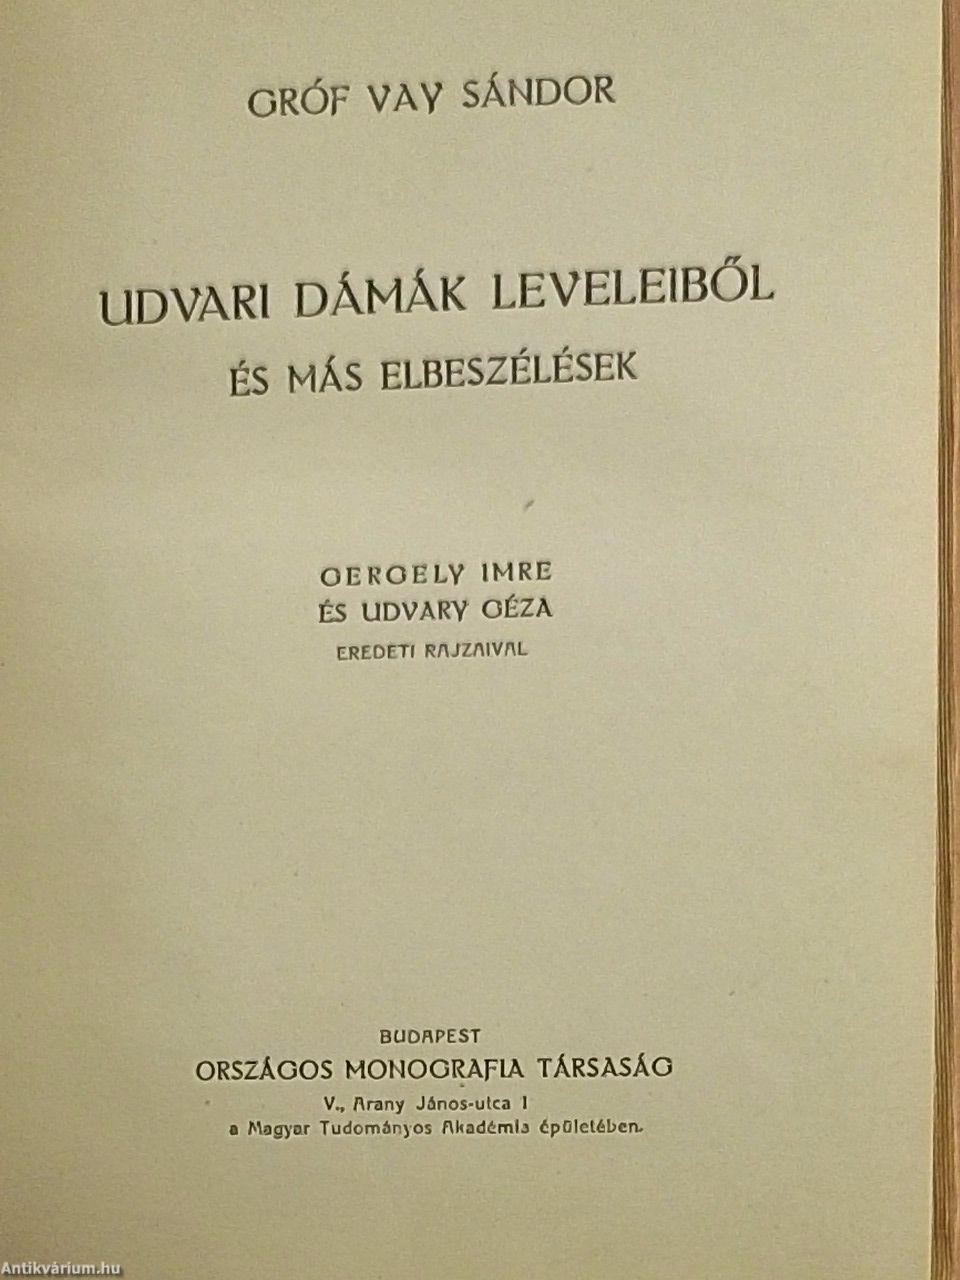 GRÓF VAY SÁNDOR
UDVARI DÁMÁK LEVELEIBŐL
ÉS MÁS ELBESZÉLÉSEK
GERGELY IMRE
ÉS UDVARY GÉZA
EREDETI RAJZAIVAL
BUDAPEST
ORSZÁGOS MONOGRAFIA TÁRSASÁG
V., Arany János-utca 1
a Magyar Tudományos Akadémia épületében.
Antikvárium.hu